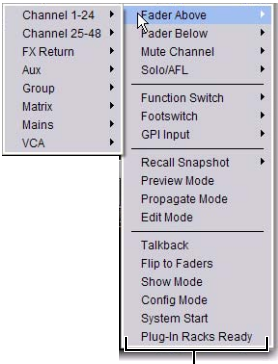 Channel 1-24
Channel 25-48
FX Return
Aux
Group
Matrix
Mains
VCA
Fader Above
Fader Below
Mute Channel
Solo/AFL
Function Switch
Footswitch
GPI Input
Recall Snapshot
Preview Mode
Propagate Mode
Edit Mode
Talkback
Flip to Faders
Show Mode
Config Mode
System Start
Plug-In Racks Ready